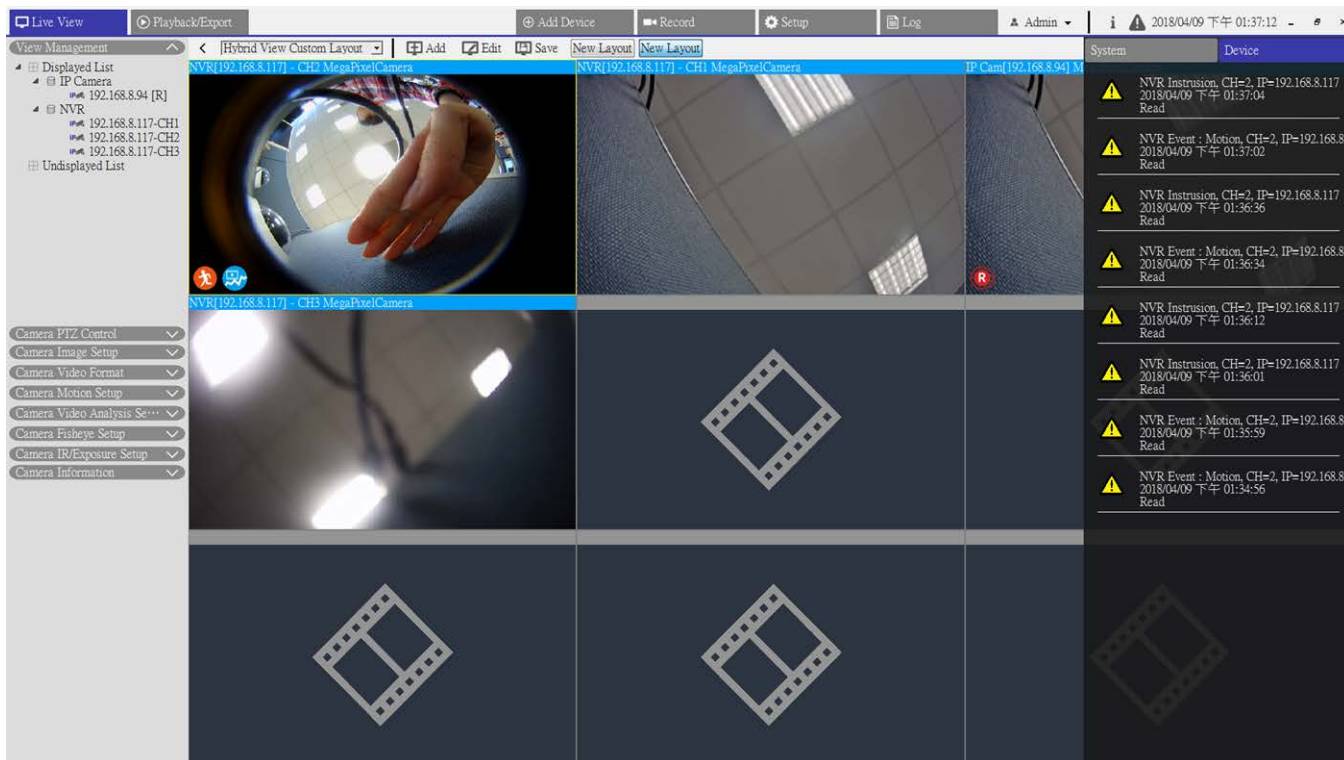 Live View
Playback/Export
Add Device
Record
Setup
Log
Admin
i
2018/04/09 下午 01:37:12
View Management
[Hybrid View Custom Layout
Add
Edit
Save
New Layout
New Layout
System
Device
Displayed List
IP Camera
192.168.8.94 [R]
NVR
192.168.8.117-CH1
192.168.8.117-CH2
192.168.8.117-CH3
Undisplayed List
Camera PTZ Control
Camera Image Setup
Camera Video Format
Camera Motion Setup
Camera Video Analysis Se⋯
Camera Fisheye Setup
Camera IR/Exposure Setup
Camera Information
NVR[192.168.8.117] - CH2 MegaPixelCamera
NVR[192.168.8.117] - CH1 MegaPixelCamera
IP Cam[192.168.8.94] M
R
NVR[192.168.8.117] - CH3 MegaPixelCamera
NVR Instrusion, CH=2, IP=192.168.8.117
2018/04/09 下午 01:37:04
Read
NVR Event : Motion, CH=2, IP=192.168.8
2018/04/09 下午 01:37:02
Read
NVR Instrusion, CH=2, IP=192.168.8.117
2018/04/09 下午 01:36:36
Read
NVR Event : Motion, CH=2, IP=192.168.8
2018/04/09 下午 01:36:34
Read
NVR Instrusion, CH=2, IP=192.168.8.117
2018/04/09 下午 01:36:12
Read
NVR Instrusion, CH=2, IP=192.168.8.117
2018/04/09 下午 01:36:01
Read
NVR Event : Motion, CH=2, IP=192.168.8
2018/04/09 下午 01:35:59
Read
NVR Event : Motion, CH=2, IP=192.168.8
2018/04/09 下午 01:34:56
Read